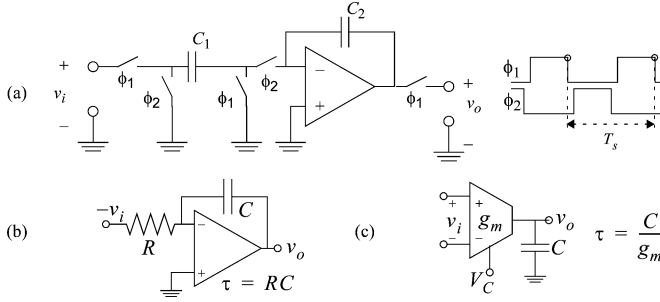 C₁
C₂
(a)
+
v_i
−
ϕ₁
ϕ₂
ϕ₁
ϕ₂
−
+
ϕ₁
+
v_o
−
ϕ₁
ϕ₂
T_s
(b)
−v_i
R
C
−
+
v_o
τ = RC
(c)
+
v_i
−
+
−
g_m
V_C
v_o
C
τ = C/g_m